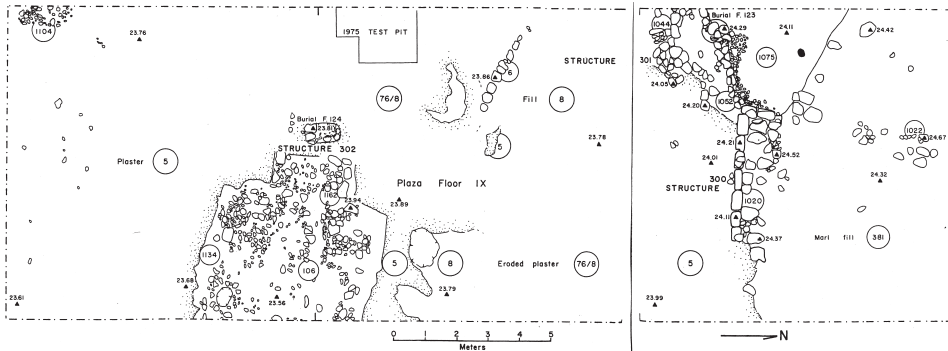 1104
23.76
1975 TEST PIT
23.86
6
STRUCTURE
76/8
Fill 8
Burial F. 124
23.81
5
23.78
STRUCTURE 302
Plaster 5
1162
Plaza Floor IX
23.94
23.89
1134
106
5
8
Eroded plaster
76/8
23.68
23.56
23.79
23.61
0 1 2 3 4 5
Meters
1044
Burial F. 123
24.29
24.11
24.42
301
1075
24.05
1052
24.20
1022
24.67
24.21
24.52
24.01
24.32
300
STRUCTURE
1020
24.11
24.37
Marl fill 381
5
23.99
N